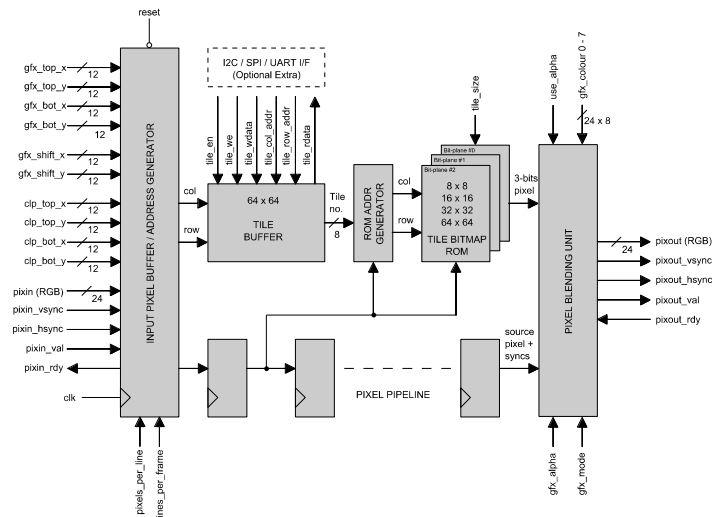 reset
I2C / SPI / UART I/F
(Optional Extra)
gfx_top_x
12
gfx_top_y
12
gfx_bot_x
12
gfx_bot_y
12
gfx_shift_x
12
gfx_shift_y
12
clp_top_x
12
clp_top_y
12
clp_bot_x
12
clp_bot_y
12
pixin (RGB)
24
pixin_vsync
pixin_hsync
pixin_val
pixin_rdy
clk
INPUT PIXEL BUFFER / ADDRESS GENERATOR
pixels_per_line
ines_per_frame
tile_en
tile_we
tile_wdata
tile_col_addr
tile_row_addr
tile_rdata
col
row
64 x 64
TILE
BUFFER
Tile
no.
8
ROM ADDR
GENERATOR
col
row
tile_size
Bit-plane #0
Bit-plane #1
Bit-plane #2
8 x 8
16 x 16
32 x 32
64 x 64
TILE BITMAP
ROM
3-bits
pixel
use_alpha
gfx_colour 0 - 7
24 x 8
PIXEL BLENDING UNIT
source
pixel +
syncs
PIXEL PIPELINE
gfx_alpha
gfx_mode
pixout (RGB)
24
pixout_vsync
pixout_hsync
pixout_val
pixout_rdy